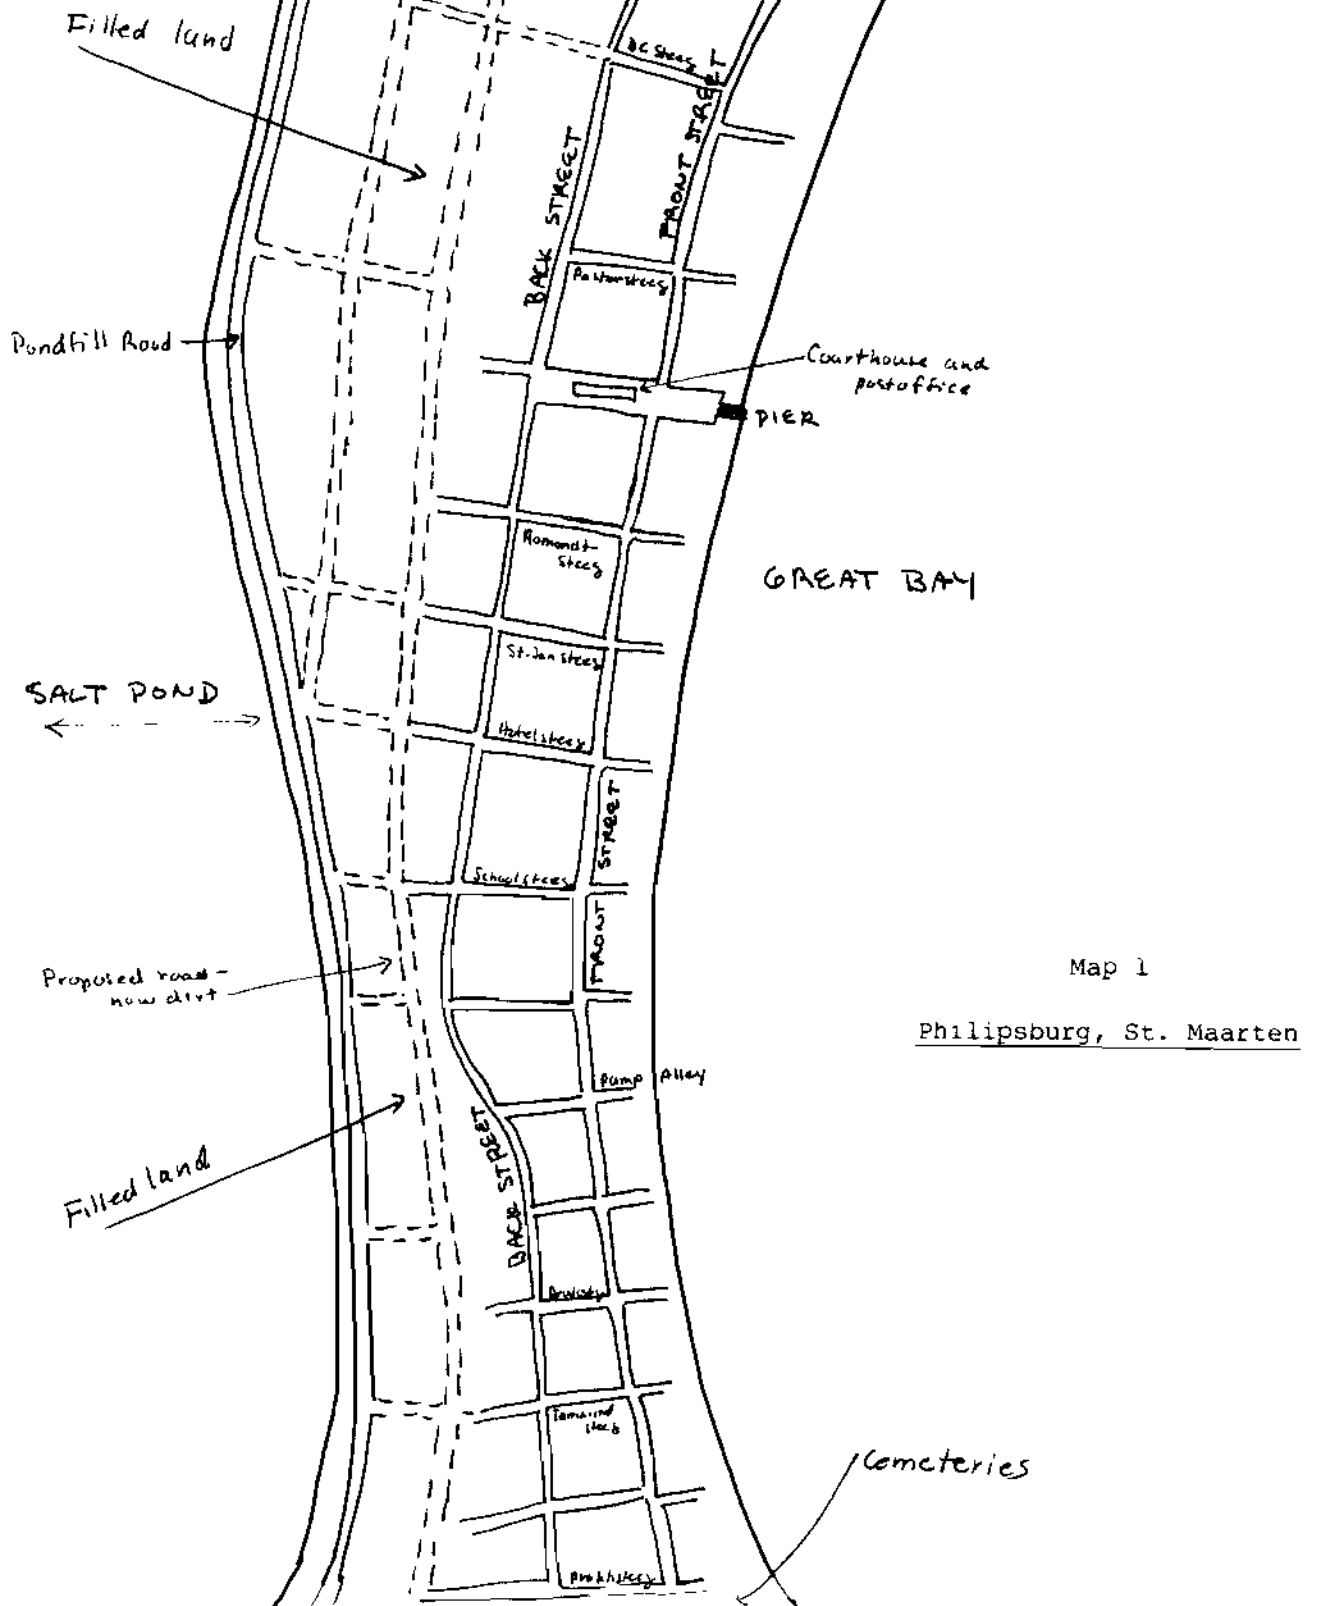 Filled land
DC Steeg
FRONT STREET
BACK STREET
Pastorsteeg
Pondfill Road
Courthouse and
postoffice
PIER
Romondt-
steeg
GREAT BAY
St. Jansteeg
SALT POND
Hotelsteeg
STREET
Schoolsteeg
FRONT
Proposed road-
now dirt
Map 1
Philipsburg, St. Maarten
Pump Alley
BACK STREET
Filled land
Tamarind
steeg
Cemeteries